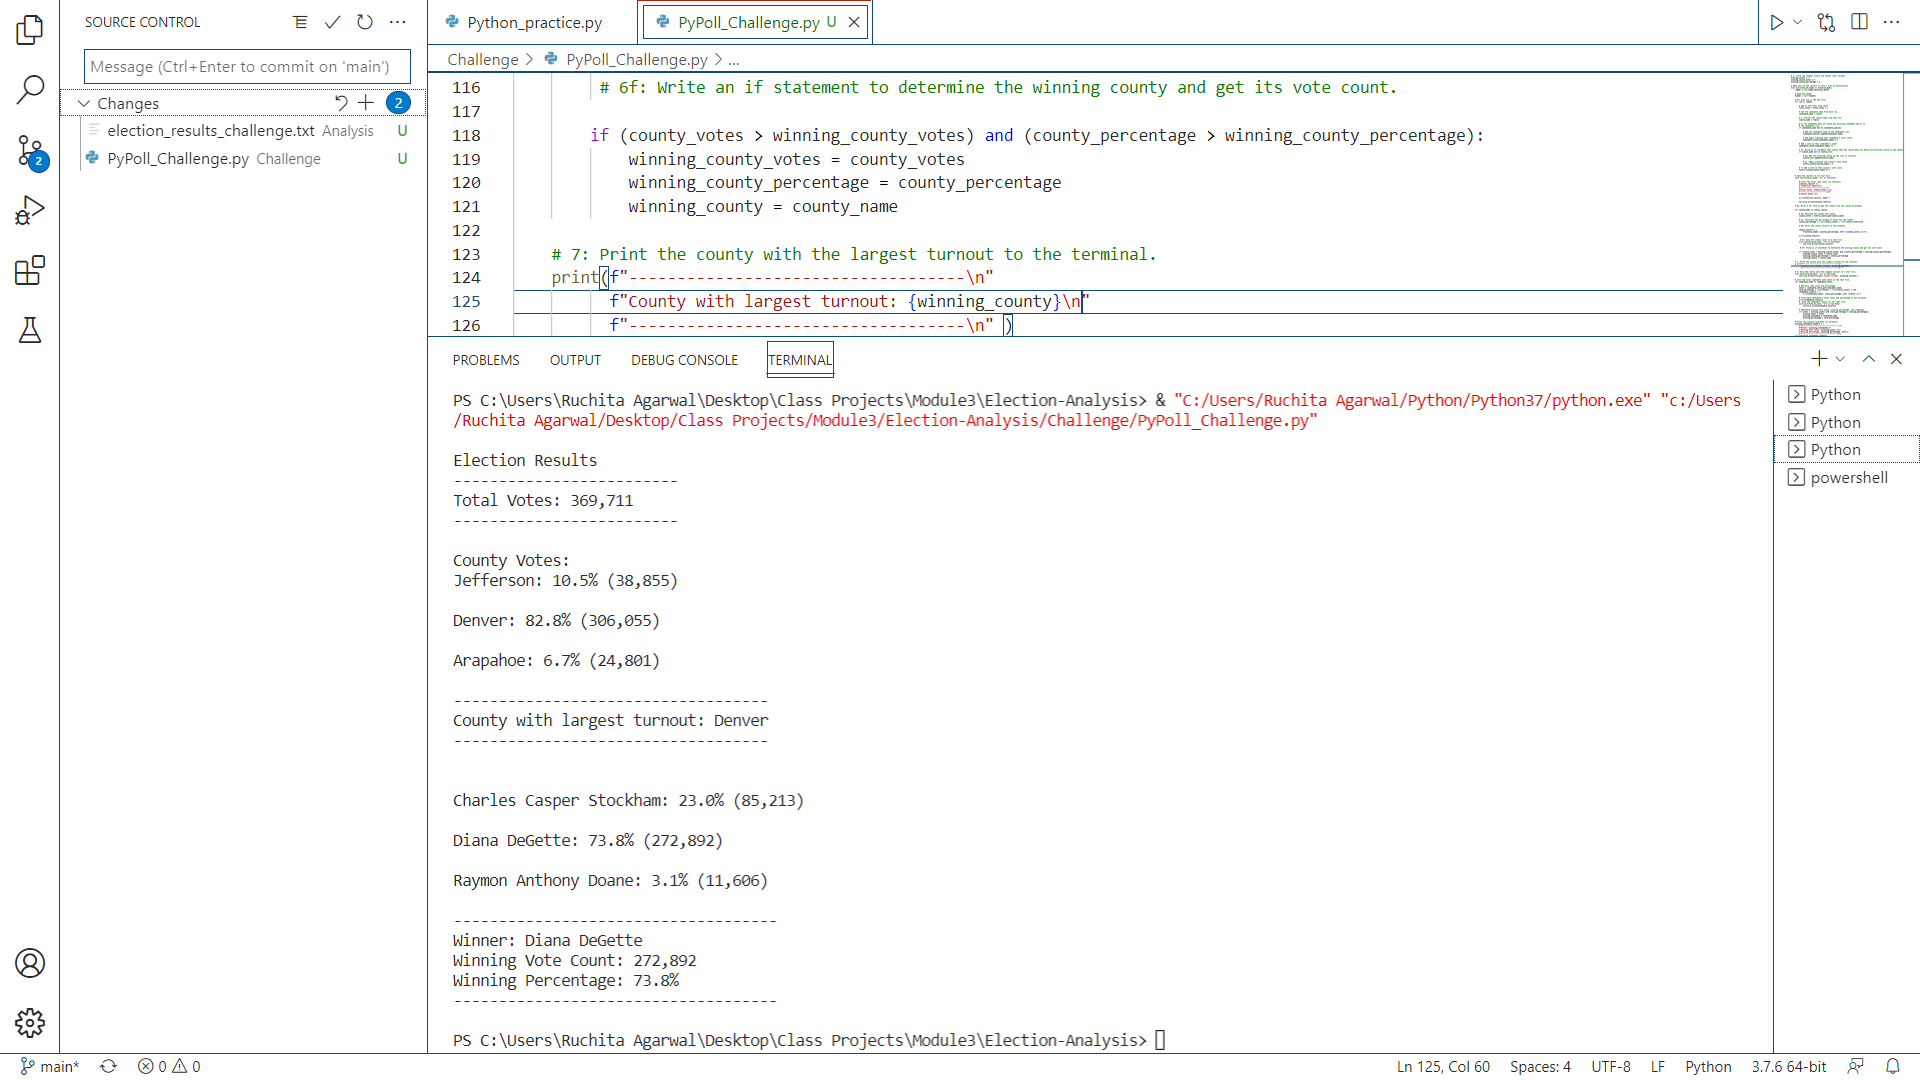 SOURCE CONTROL
Message (Ctrl+Enter to commit on 'main')
Changes
2
election_results_challenge.txt Analysis U
PyPoll_Challenge.py Challenge U
2
Python_practice.py
PyPoll_Challenge.py U
Challenge > PyPoll_Challenge.py > ...
116 # 6f: Write an if statement to determine the winning county and get its vote count.
117
118 if (county_votes > winning_county_votes) and (county_percentage > winning_county_percentage):
119 winning_county_votes = county_votes
120 winning_county_percentage = county_percentage
121 winning_county = county_name
122
123 # 7: Print the county with the largest turnout to the terminal.
124 print(f"-----------------------------------\n"
125 f"County with largest turnout: {winning_county}\n"
126 f"-----------------------------------\n" )
PROBLEMS OUTPUT DEBUG CONSOLE TERMINAL
PS C:\Users\Ruchita Agarwal\Desktop\Class Projects\Module3\Election-Analysis> & "C:/Users/Ruchita Agarwal/Python/Python37/python.exe" "c:/Users
/Ruchita Agarwal/Desktop/Class Projects/Module3/Election-Analysis/Challenge/PyPoll_Challenge.py"
Election Results
-------------------------
Total Votes: 369,711
-------------------------
County Votes:
Jefferson: 10.5% (38,855)
Denver: 82.8% (306,055)
Arapahoe: 6.7% (24,801)
-----------------------------------
County with largest turnout: Denver
-----------------------------------
Charles Casper Stockham: 23.0% (85,213)
Diana DeGette: 73.8% (272,892)
Raymon Anthony Doane: 3.1% (11,606)
------------------------------------
Winner: Diana DeGette
Winning Vote Count: 272,892
Winning Percentage: 73.8%
------------------------------------
PS C:\Users\Ruchita Agarwal\Desktop\Class Projects\Module3\Election-Analysis>
Python
Python
Python
powershell
main* 0 0
Ln 125, Col 60 Spaces: 4 UTF-8 LF Python 3.7.6 64-bit